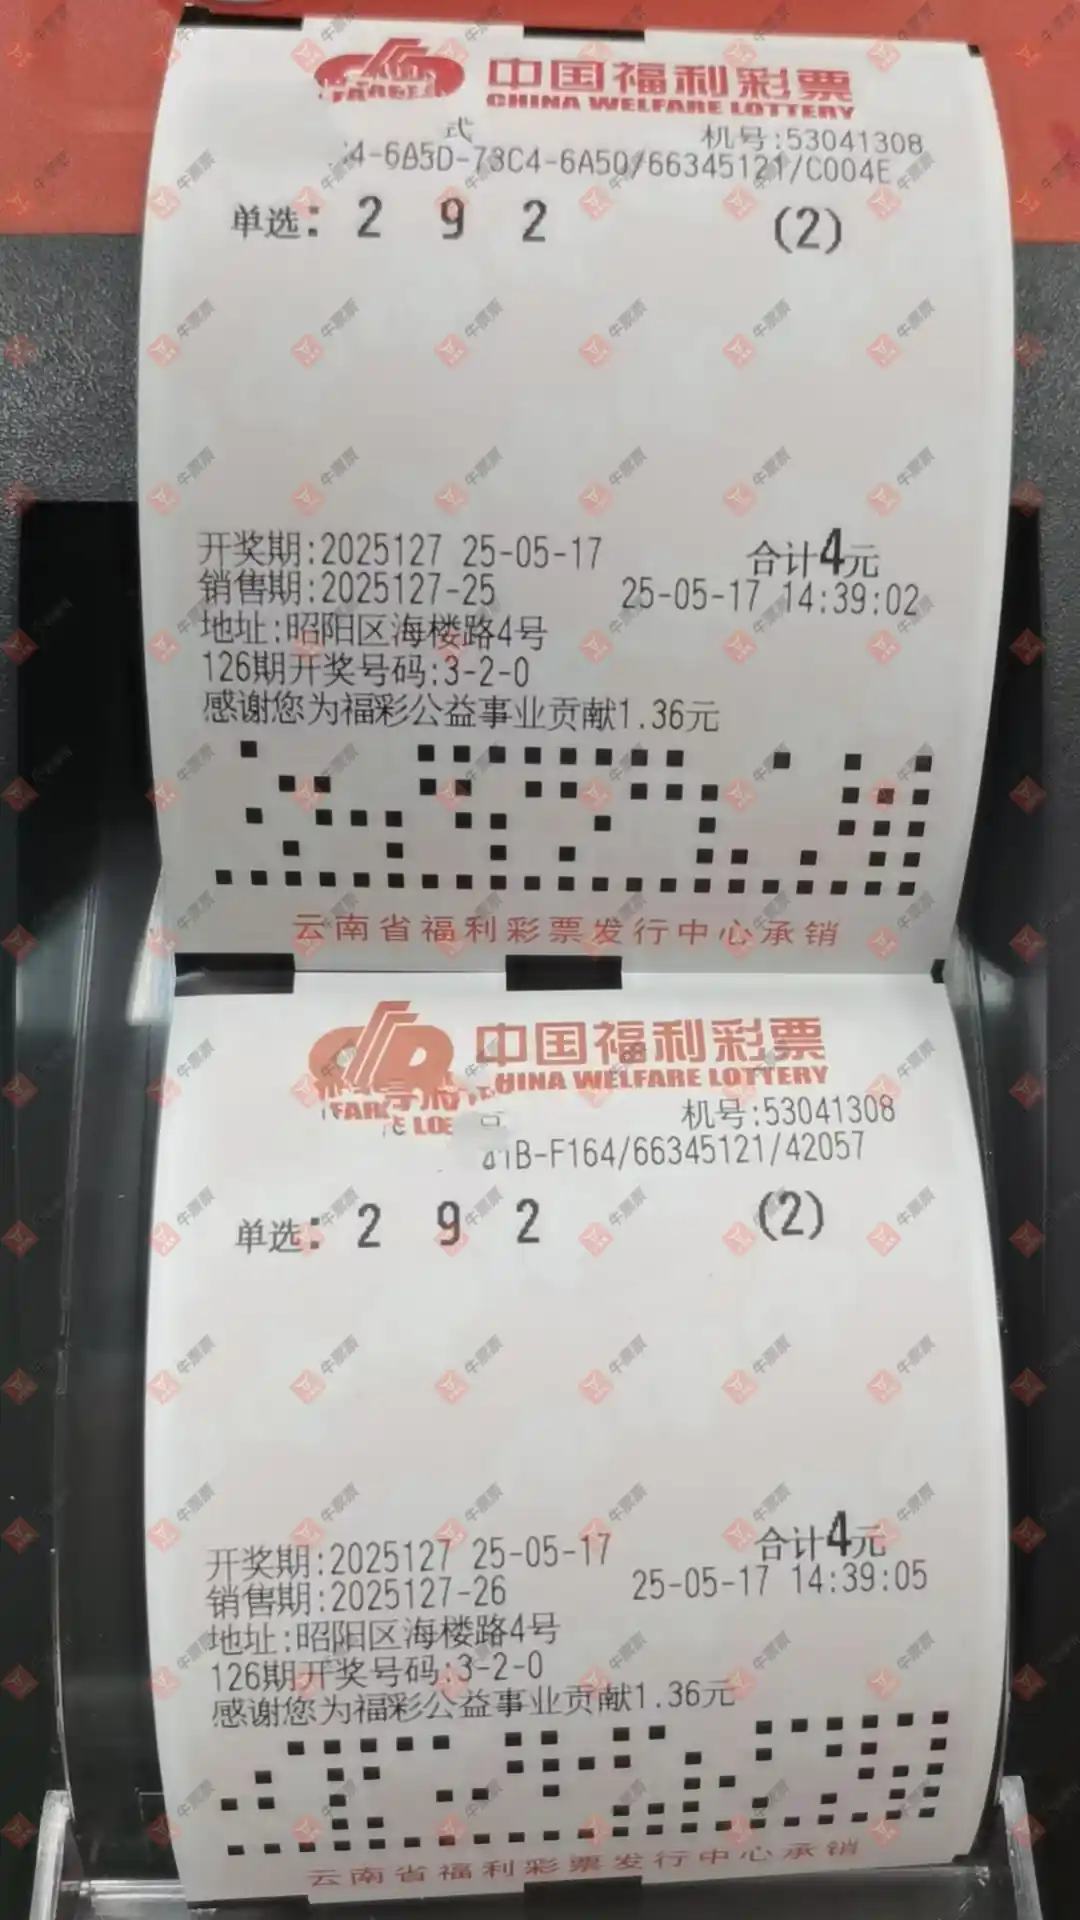 中国福利彩票
CHINA WELFARE LOTTERY
式
机号:53041308
4-6A5D-73C4-6A50/66345121/C004E
单选: 2 9 2 (2)
开奖期:2025127 25-05-17 合计4元
销售期:2025127-25 25-05-17 14:39:02
地址:昭阳区海楼路4号
126期开奖号码:3-2-0
感谢您为福彩公益事业贡献1.36元
云南省福利彩票发行中心承销
中国福利彩票
CHINA WELFARE LOTTERY
机号:53041308
1B-F164/66345121/42057
单选: 2 9 2 (2)
开奖期:2025127 25-05-17 合计4元
销售期:2025127-26 25-05-17 14:39:05
地址:昭阳区海楼路4号
126期开奖号码:3-2-0
感谢您为福彩公益事业贡献1.36元
云南省福利彩票发行中心承销
牛票票